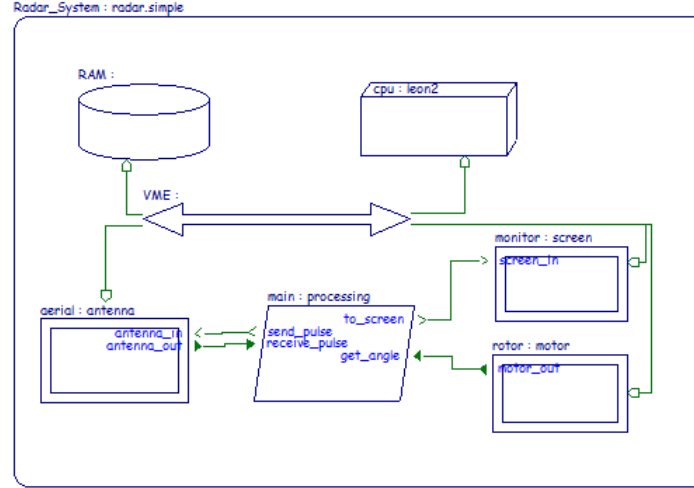 Radar_System : radar.simple
RAM :
cpu : leon2
VME :
monitor : screen
screen_in
aerial : antenna
main : processing
antenna_in
antenna_out
send_pulse
receive_pulse
to_screen
get_angle
rotor : motor
motor_out